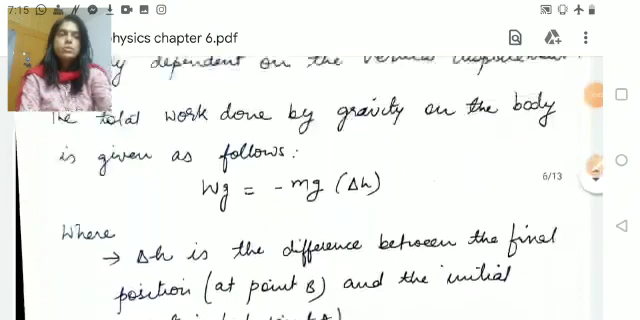 7:15
hysics chapter 6.pdf
dependent on the
The total work done by gravity on the body
is given as follows:
Wg = -mg (Δh)
6/13
Where
→ Δh is the difference between the final
position (at point B) and the initial